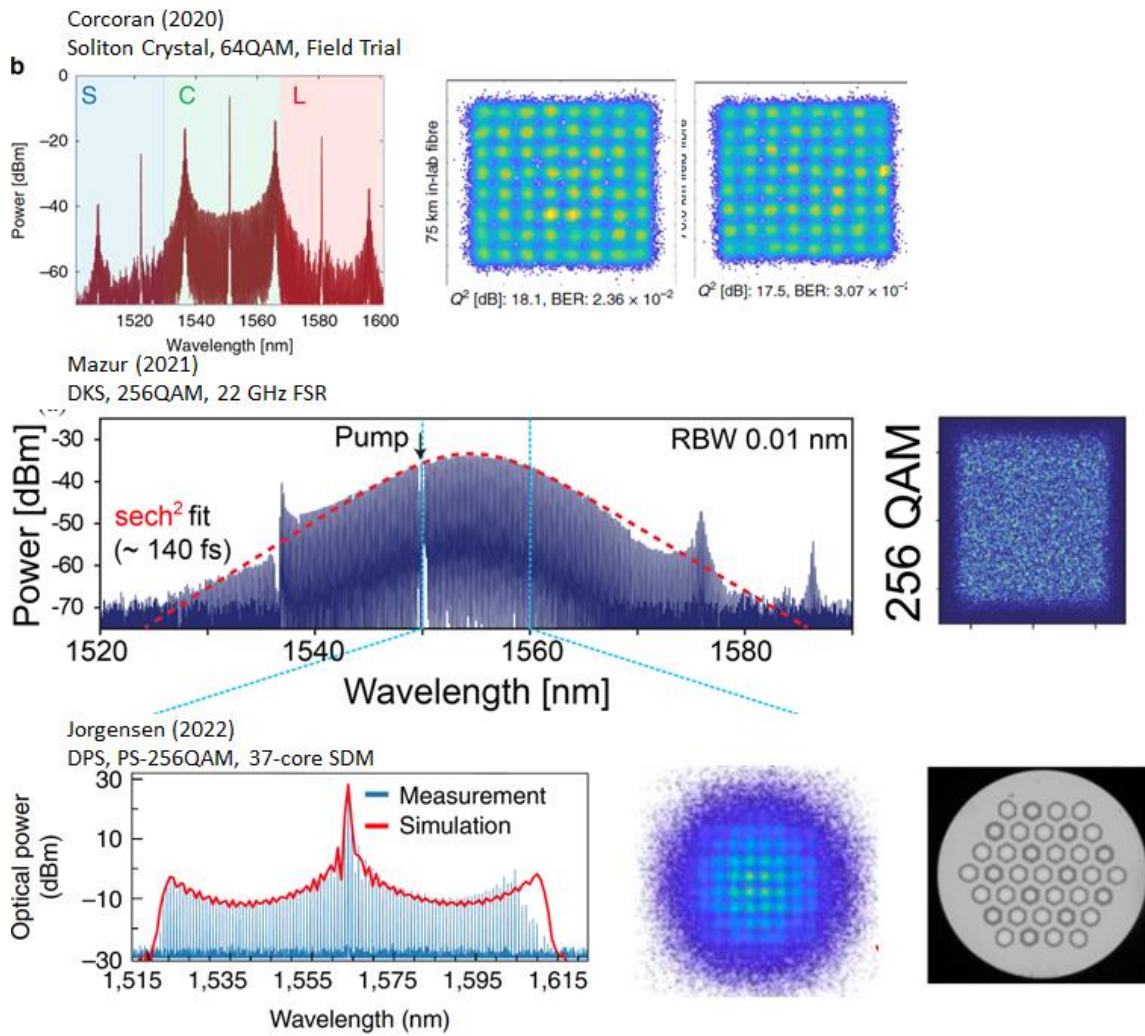 Corcoran (2020)
Soliton Crystal, 64QAM, Field Trial
b
S
C
L
0
–20
–40
–60
Power [dBm]
1520
1540
1560
1580
1600
Wavelength [nm]
75 km in-lab fibre
Q² [dB]: 18.1, BER: 2.36 × 10⁻²
km field fibre
Q² [dB]: 17.5, BER: 3.07 × 10⁻²
Mazur (2021)
DKS, 256QAM, 22 GHz FSR
-30
-40
-50
-60
-70
Power [dBm]
Pump
RBW 0.01 nm
sech² fit
(~ 140 fs)
1520
1540
1560
1580
Wavelength [nm]
256 QAM
Jorgensen (2022)
DPS, PS-256QAM, 37-core SDM
30
10
–10
–30
Optical power
(dBm)
Measurement
Simulation
1,515
1,535
1,555
1,575
1,595
1,615
Wavelength (nm)